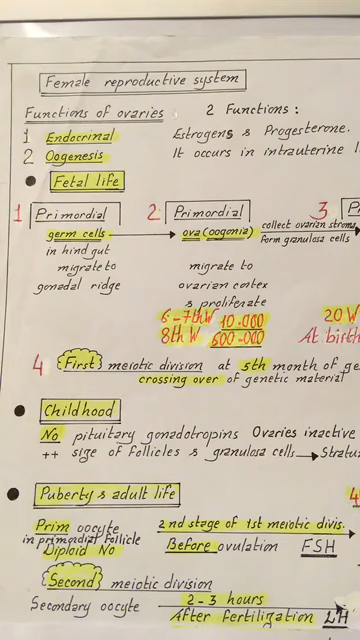 Female reproductive system
Functions of ovaries 2 Functions :
1 Endocrinal Estrogens & Progesterone.
2 Oogenesis It occurs in intrauterine
Fetal life
1 Primordial 2 Primordial 3
germ cells ova (oogonia) collect ovarian stroma
form granulosa cells
in hind gut
migrate to migrate to
gonadal ridge ovarian cortex
& proliferate
6-7th W 10.000 20 W
8th W 600-000 At birth
4 First meiotic division at 5th month of ge
crossing over of genetic material
Childhood
No pituitary gonadotropins Ovaries inactive
++ size of Follicles & granulosa cells → Stratu
Puberty & adult life 4
Prim oocyte 2nd stage of 1st meiotic divis.
in primordial follicle
Diploid No Before ovulation FSH
Second meiotic division
Secondary oocyte 2-3 hours
After fertilization LH